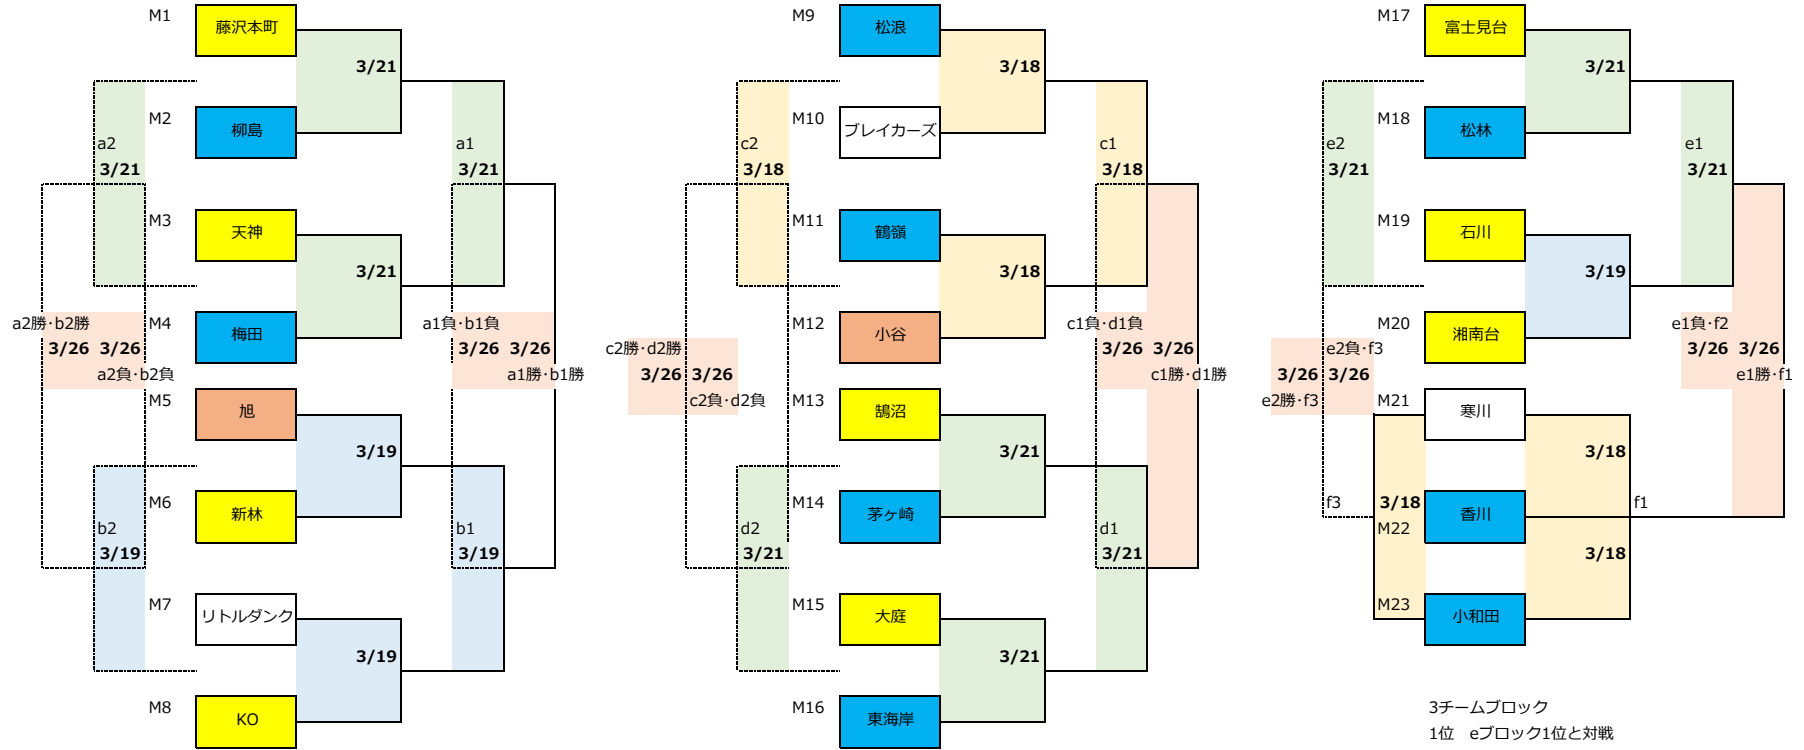 M1
藤沢本町
3/21
M2
柳島
a2
3/21
a1
3/21
M3
天神
3/21
a2勝・b2勝
M4
梅田
a1負・b1負
3/26 3/26
3/26 3/26
a2負・b2負
a1勝・b1勝
M5
旭
3/19
M6
新林
b2
3/19
b1
3/19
M7
リトルダンク
3/19
M8
KO
M9
松浪
3/18
M10
ブレイカーズ
c2
3/18
c1
3/18
M11
鶴嶺
3/18
M12
小谷
c1負・d1負
c2勝・d2勝
3/26 3/26
3/26 3/26
c1勝・d1勝
c2負・d2負
M13
鵠沼
3/21
M14
茅ヶ崎
d2
3/21
d1
3/21
M15
大庭
3/21
M16
東海岸
M17
富士見台
3/21
M18
松林
e2
3/21
e1
3/21
M19
石川
3/19
M20
湘南台
e1負・f2
e2負・f3
3/26 3/26
3/26 3/26
e1勝・f1
e2勝・f3
M21
寒川
3/18
f3
3/18
香川
f1
M22
3/18
M23
小和田
3チームブロック
1位 eブロック1位と対戦